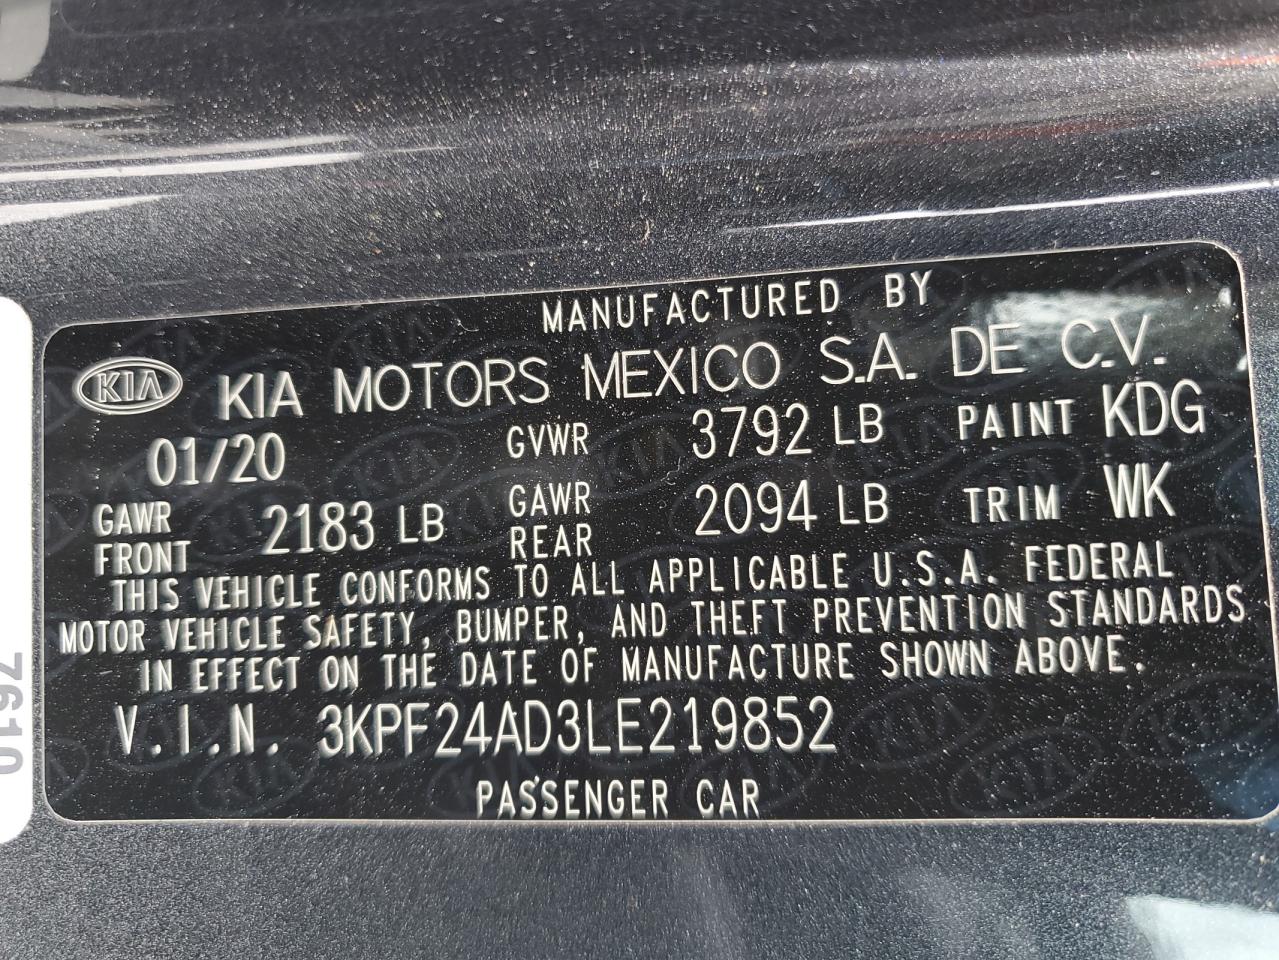 MANUFACTURED BY
KIA KIA MOTORS MEXICO S.A. DE C.V.
01/20 GVWR 3792 LB PAINT KDG
GAWR FRONT 2183 LB GAWR REAR 2094 LB TRIM WK
THIS VEHICLE CONFORMS TO ALL APPLICABLE U.S.A. FEDERAL
MOTOR VEHICLE SAFETY, BUMPER, AND THEFT PREVENTION STANDARDS
IN EFFECT ON THE DATE OF MANUFACTURE SHOWN ABOVE.
V.I.N. 3KPF24AD3LE219852
PASSENGER CAR